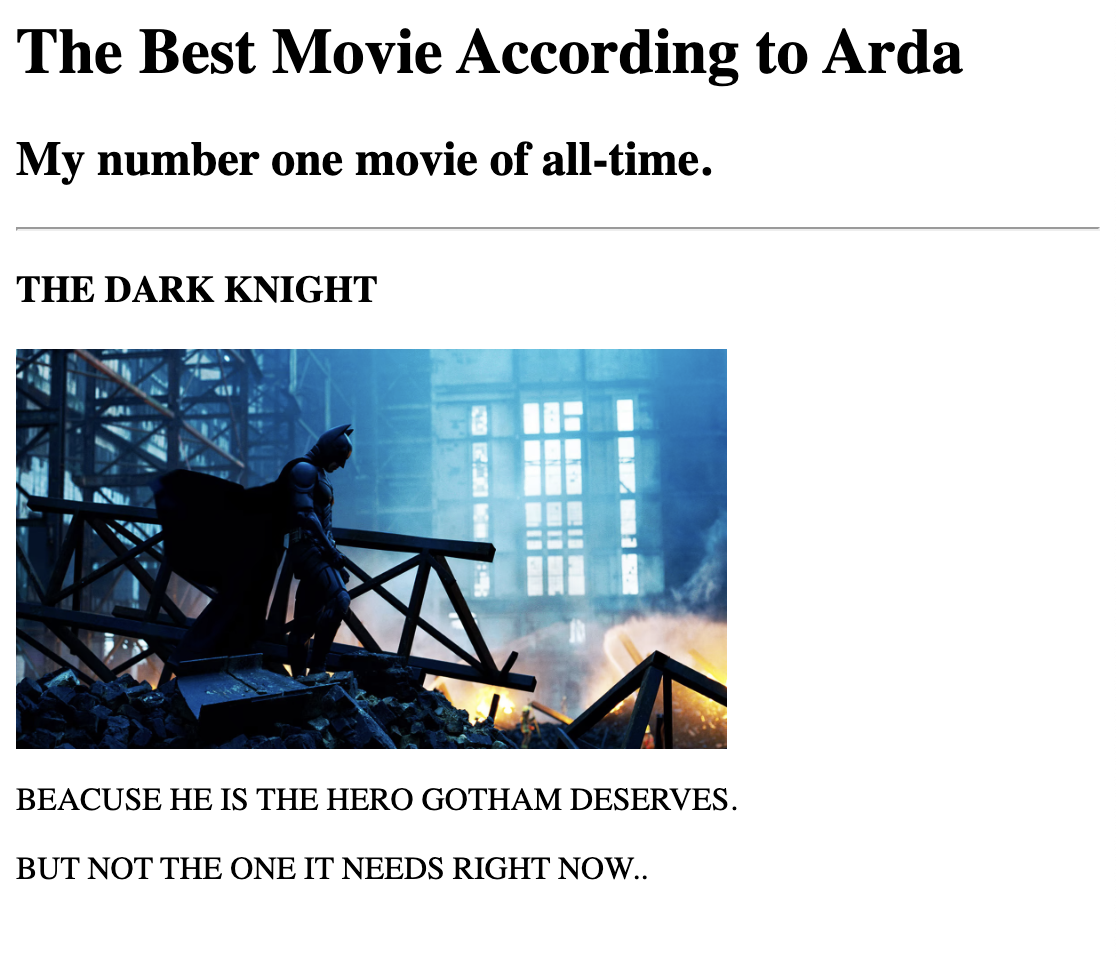 The Best Movie According to Arda
My number one movie of all-time.
THE DARK KNIGHT
BEACUSE HE IS THE HERO GOTHAM DESERVES.
BUT NOT THE ONE IT NEEDS RIGHT NOW..